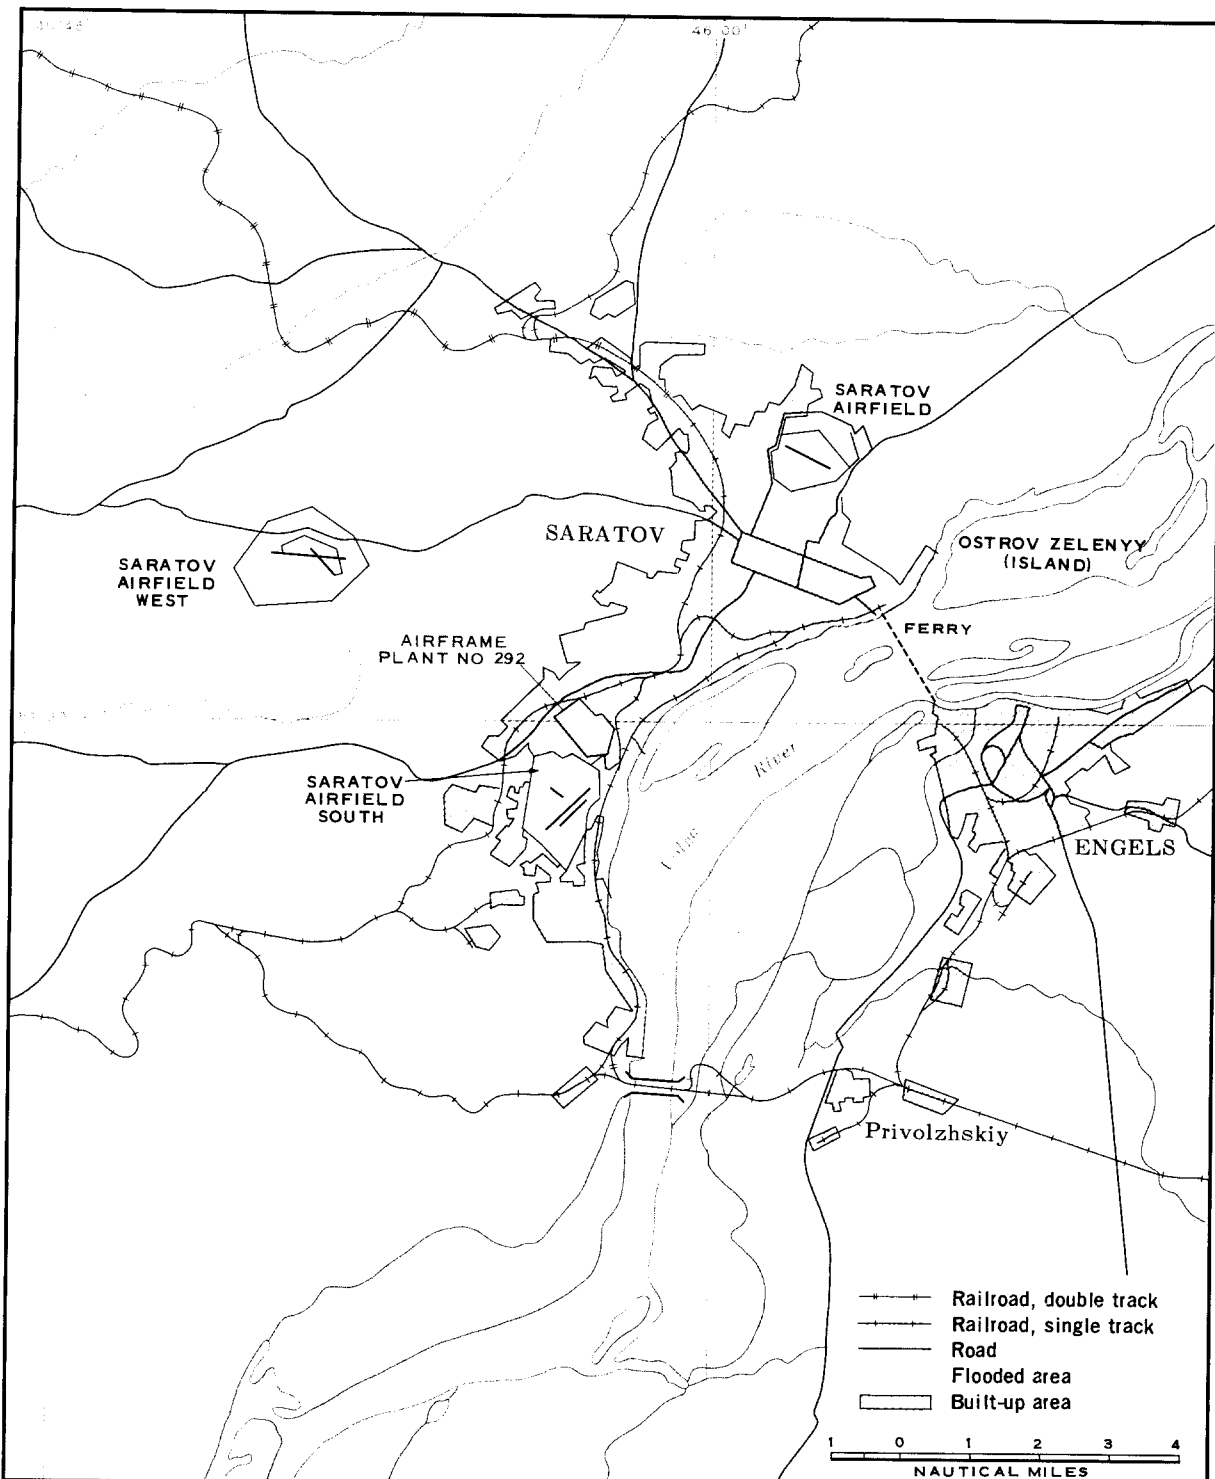 46 00'
SARATOV
AIRFIELD
SARATOV
OSTROV ZELENYY
(ISLAND)
SARATOV
AIRFIELD
WEST
FERRY
AIRFRAME
PLANT NO 292
River
SARATOV
AIRFIELD
SOUTH
ENGELS
Privolzhskiy
Railroad, double track
Railroad, single track
Road
Flooded area
Built-up area
1 0 1 2 3 4
NAUTICAL MILES